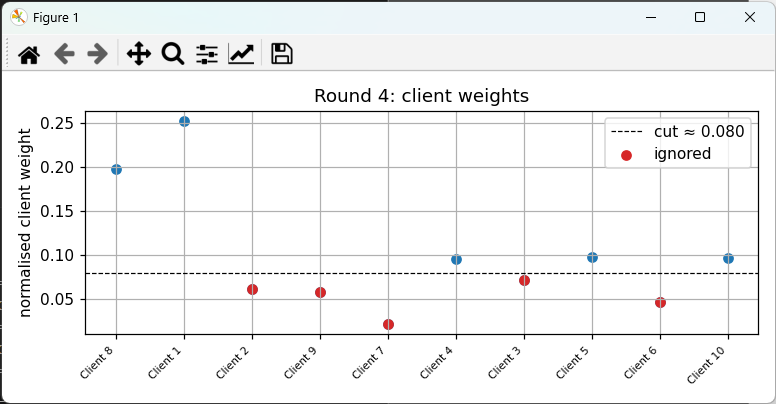 Figure 1
Round 4: client weights
normalised client weight
0.25
0.20
0.15
0.10
0.05
cut ≈ 0.080
ignored
Client 8
Client 1
Client 2
Client 9
Client 7
Client 4
Client 3
Client 5
Client 6
Client 10